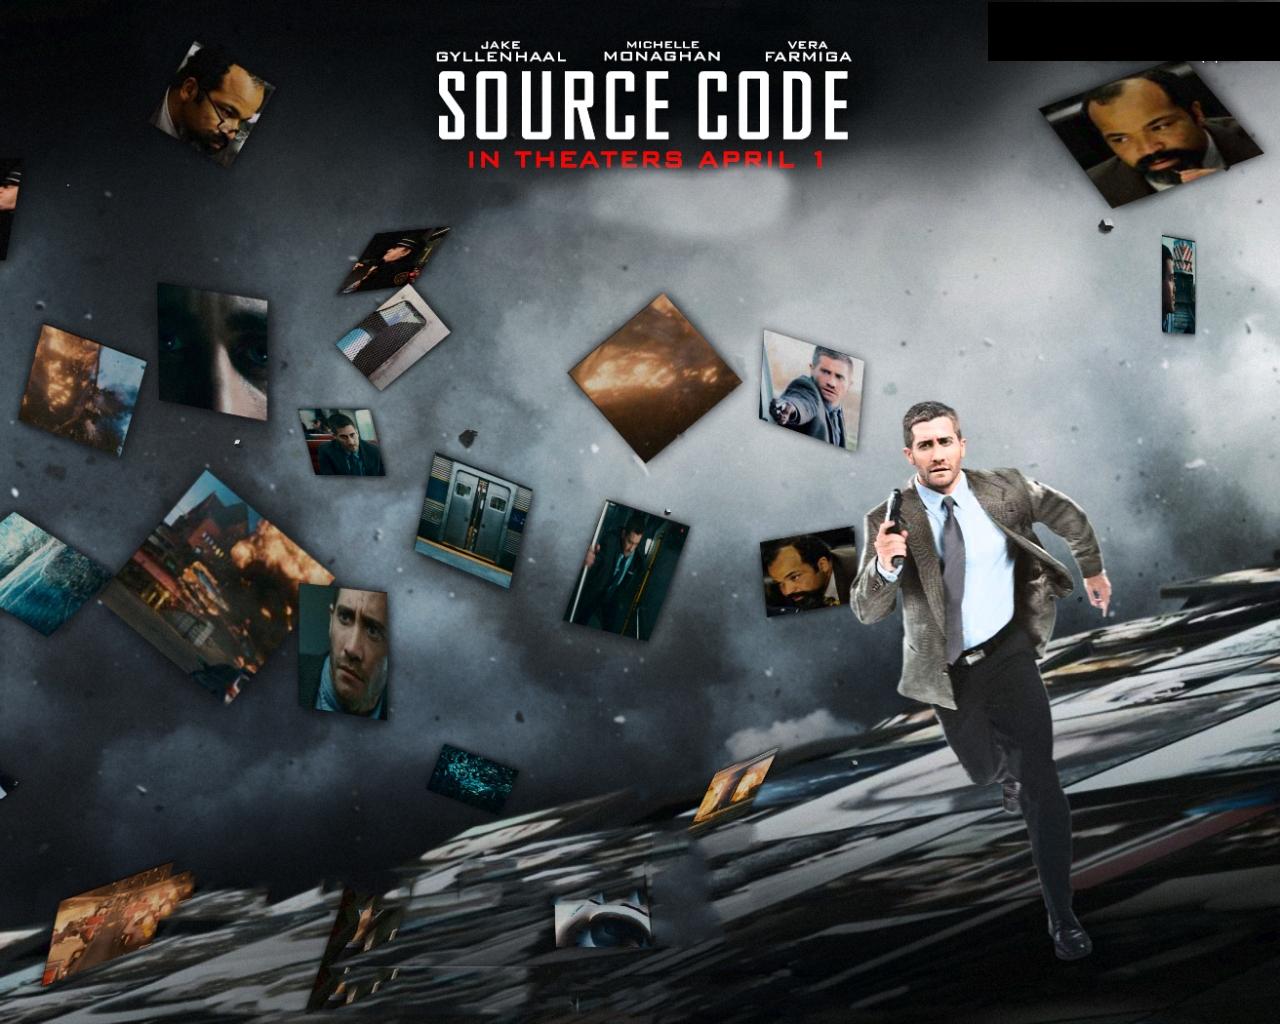 JAKE GYLLENHAAL MICHELLE MONAGHAN VERA FARMIGA
SOURCE CODE
IN THEATERS APRIL 1